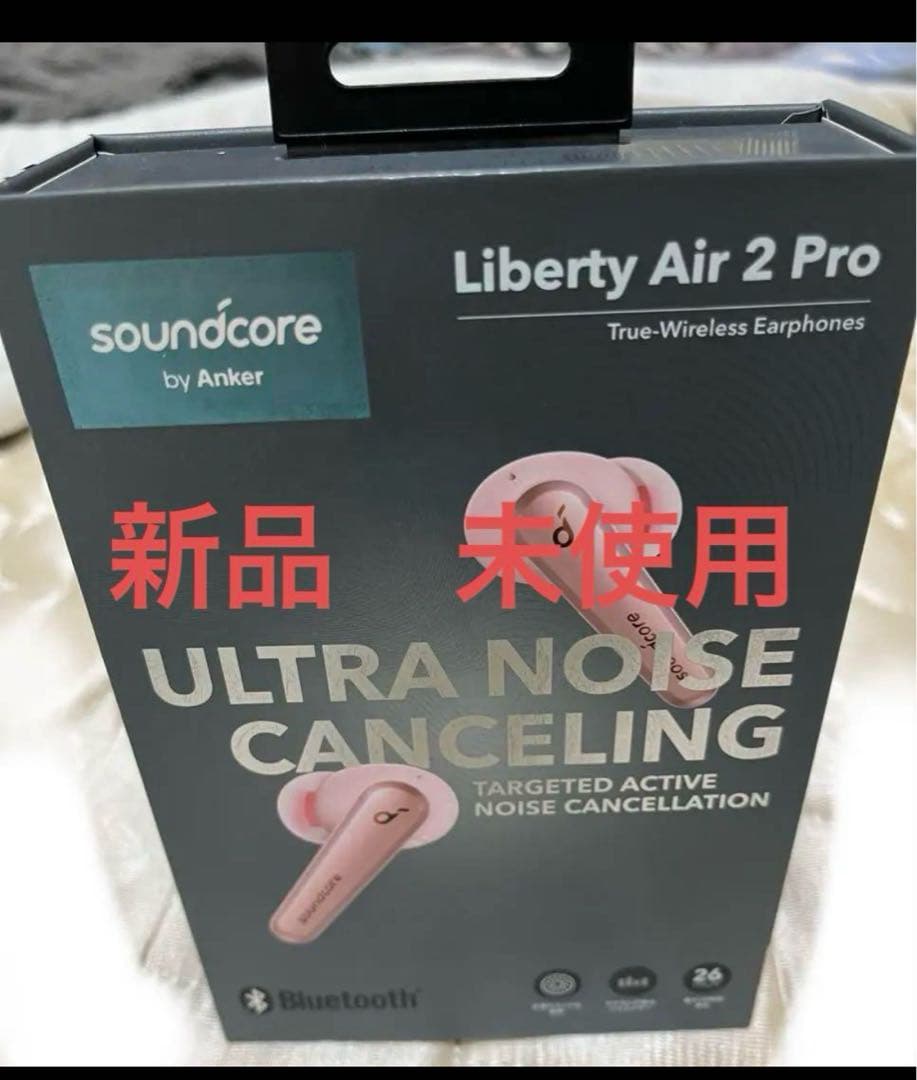 Liberty Air 2 Pro
True-Wireless Earphones
soundcore
by Anker
新品 未使用
soundcore
ULTRA NOISE
CANCELING
TARGETED ACTIVE
NOISE CANCELLATION
soundcore
Bluetooth
26